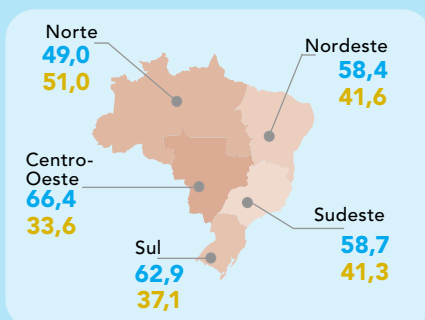 Norte
49,0
51,0
Nordeste
58,4
41,6
Centro-
Oeste
66,4
33,6
Sudeste
58,7
41,3
Sul
62,9
37,1